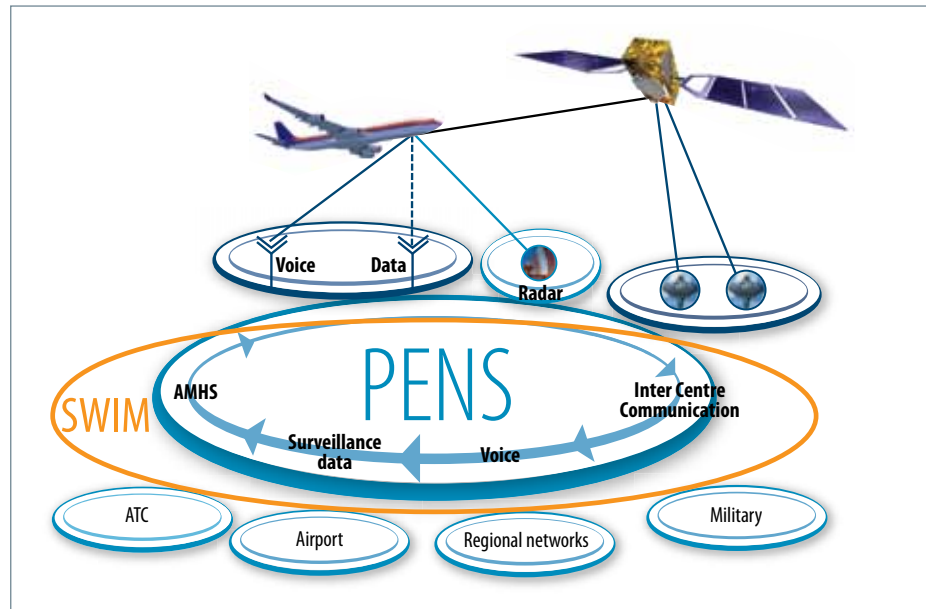 Voice
Data
Radar
PENS
SWIM
AMHS
Inter Centre
Communication
Surveillance
data
Voice
ATC
Airport
Regional networks
Military